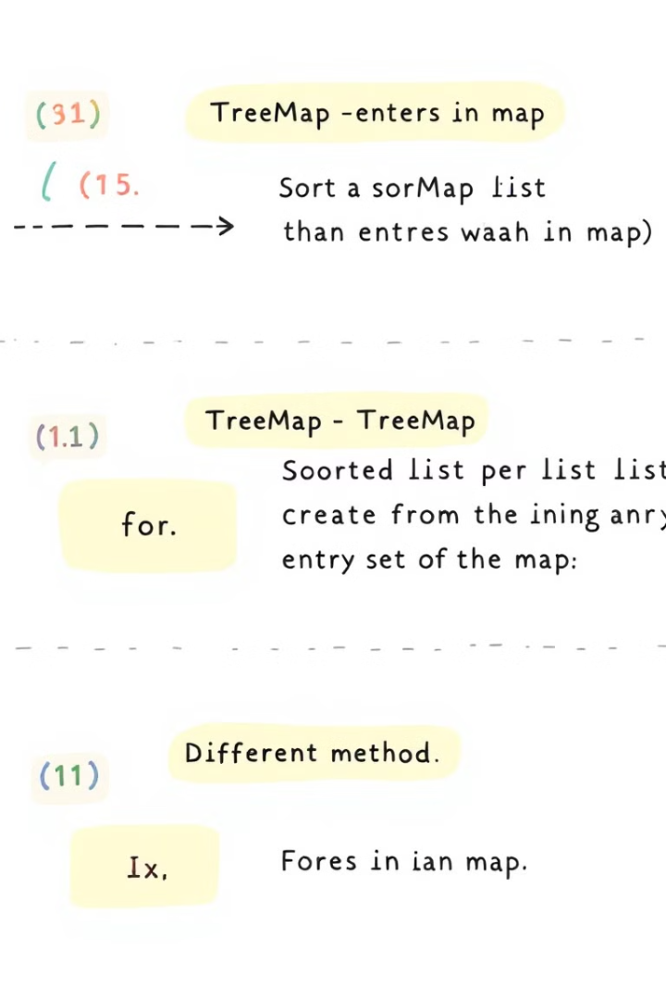 (31)
TreeMap -enters in map
( (15.
Sort a sorMap list
than entres waah in map)
(1.1)
TreeMap - TreeMap
for.
Soorted list per list list
create from the ining anry
entry set of the map:
(11)
Different method.
Ix,
Fores in ian map.